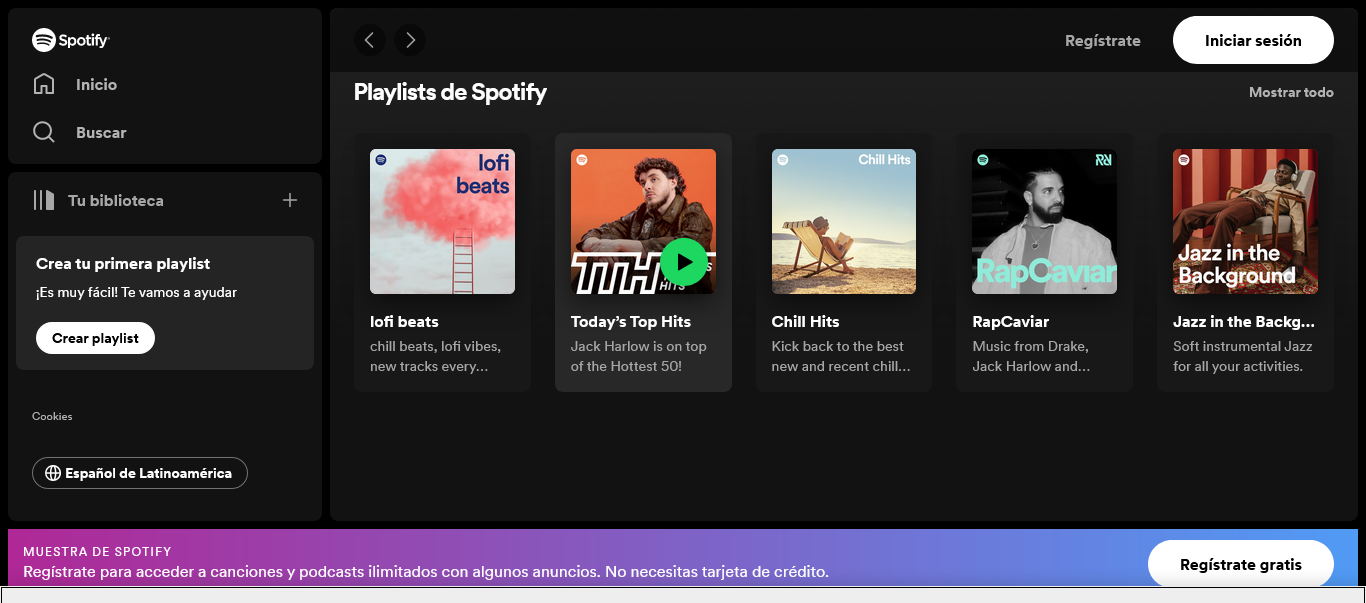 Spotify
Inicio
Buscar
Tu biblioteca
Crea tu primera playlist
¡Es muy fácil! Te vamos a ayudar
Crear playlist
Cookies
Español de Latinoamérica
Regístrate
Iniciar sesión
Playlists de Spotify
Mostrar todo
lofi
beats
lofi beats
chill beats, lofi vibes,
new tracks every…
TTH
HITS
Today’s Top Hits
Jack Harlow is on top
of the Hottest 50!
Chill Hits
Chill Hits
Kick back to the best
new and recent chill…
RapCaviar
RapCaviar
Music from Drake,
Jack Harlow and…
Jazz in the
Background
Jazz in the Backg...
Soft instrumental Jazz
for all your activities.
MUESTRA DE SPOTIFY
Regístrate para acceder a canciones y podcasts ilimitados con algunos anuncios. No necesitas tarjeta de crédito.
Regístrate gratis